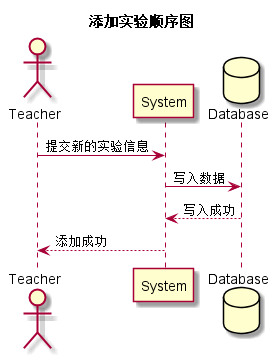 添加实验顺序图
Teacher
System
Database
提交新的实验信息
写入数据
写入成功
添加成功
Teacher
System
Database